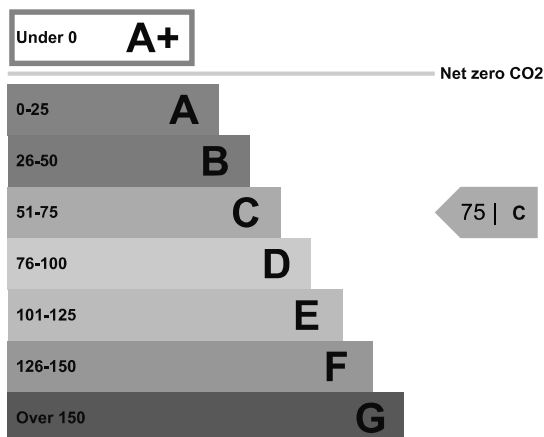 Under 0 A+
Net zero CO2
0-25 A
26-50 B
51-75 C
75 | C
76-100 D
101-125 E
126-150 F
Over 150 G